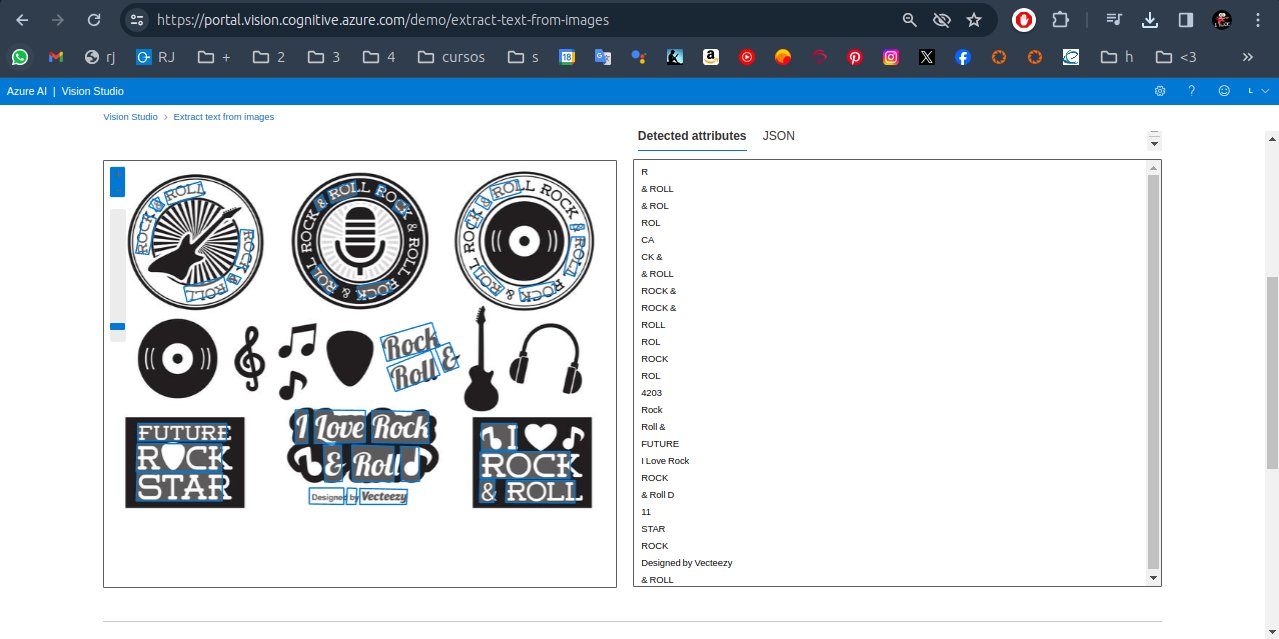 https://portal.vision.cognitive.azure.com/demo/extract-text-from-images
rj
RJ
+
2
3
4
cursos
s
18
h
<3
»
Azure AI | Vision Studio
?
L
Vision Studio > Extract text from images
Detected attributes
JSON
ROCK & ROLL ROCK & ROLL
ROCK & ROLL ROCK & ROLL ROCK & ROLL
ROCK & ROLL ROCK & ROLL ROCK & ROLL
Rock
Roll &
FUTURE
ROCK
STAR
I Love Rock
& Roll
Designed by Vecteezy
I
ROCK
& ROLL
R
& ROLL
& ROL
ROL
CA
CK &
& ROLL
ROCK &
ROCK &
ROLL
ROL
ROCK
ROL
4203
Rock
Roll &
FUTURE
I Love Rock
ROCK
& Roll D
11
STAR
ROCK
Designed by Vecteezy
& ROLL